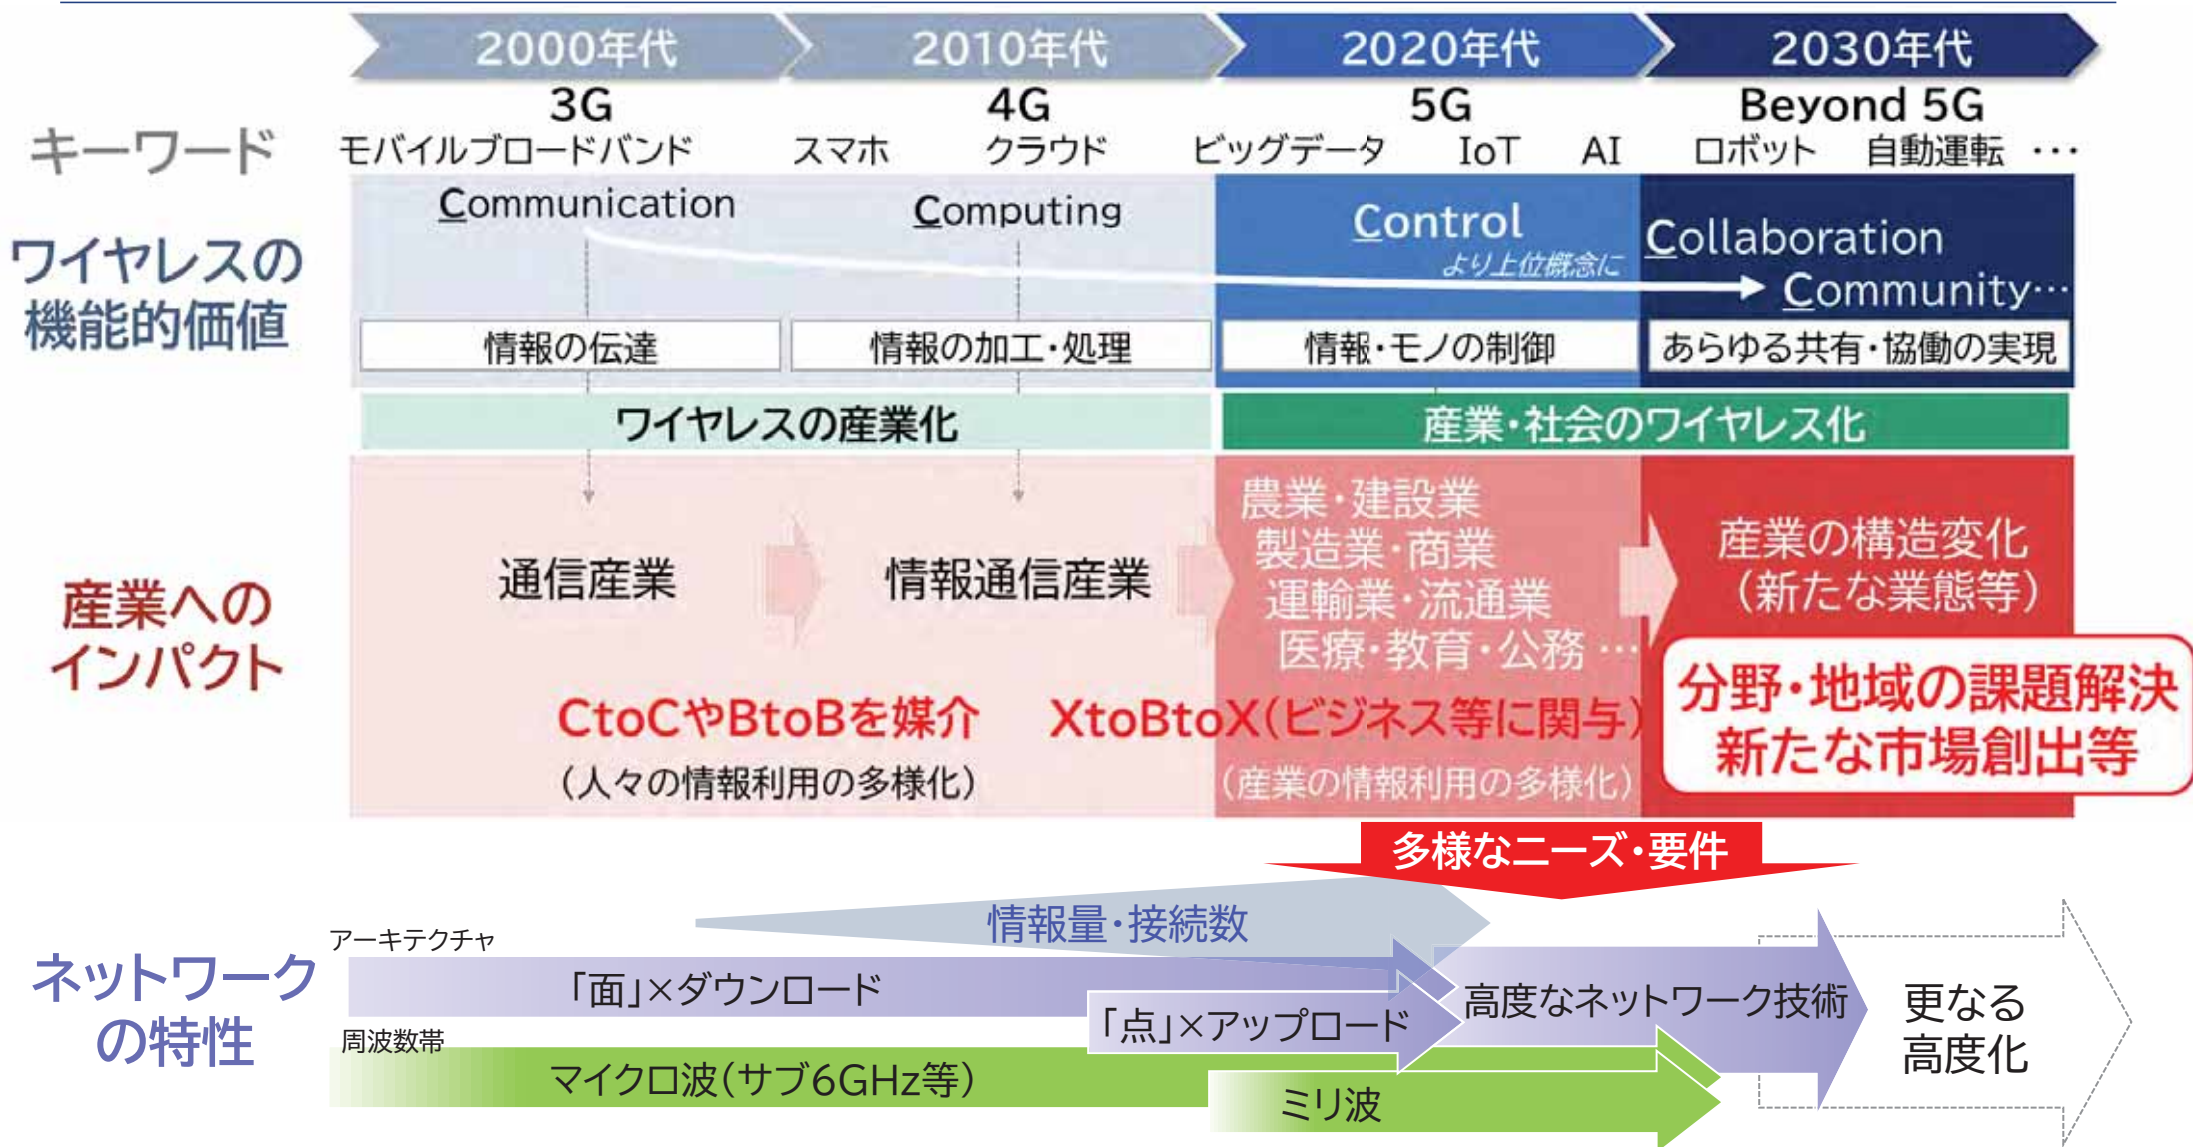 2000年代
2010年代
2020年代
2030年代
3G
4G
5G
Beyond 5G
キーワード
モバイルブロードバンド
スマホ
クラウド
ビッグデータ
IoT
AI
ロボット
自動運転
…
ワイヤレスの
機能的価値
Communication
Computing
Control
より上位概念に
Collaboration
Community…
情報の伝達
情報の加工・処理
情報・モノの制御
あらゆる共有・協働の実現
ワイヤレスの産業化
産業・社会のワイヤレス化
産業への
インパクト
通信産業
情報通信産業
農業・建設業
製造業・商業
運輸業・流通業
医療・教育・公務…
産業の構造変化
（新たな業態等）
CtoCやBtoBを媒介
（人々の情報利用の多様化）
XtoBtoX（ビジネス等に関与）
（産業の情報利用の多様化）
分野・地域の課題解決
新たな市場創出等
多様なニーズ・要件
ネットワーク
の特性
情報量・接続数
アーキテクチャ
「面」×ダウンロード
「点」×アップロード
高度なネットワーク技術
更なる
高度化
周波数帯
マイクロ波（サブ6GHz等）
ミリ波